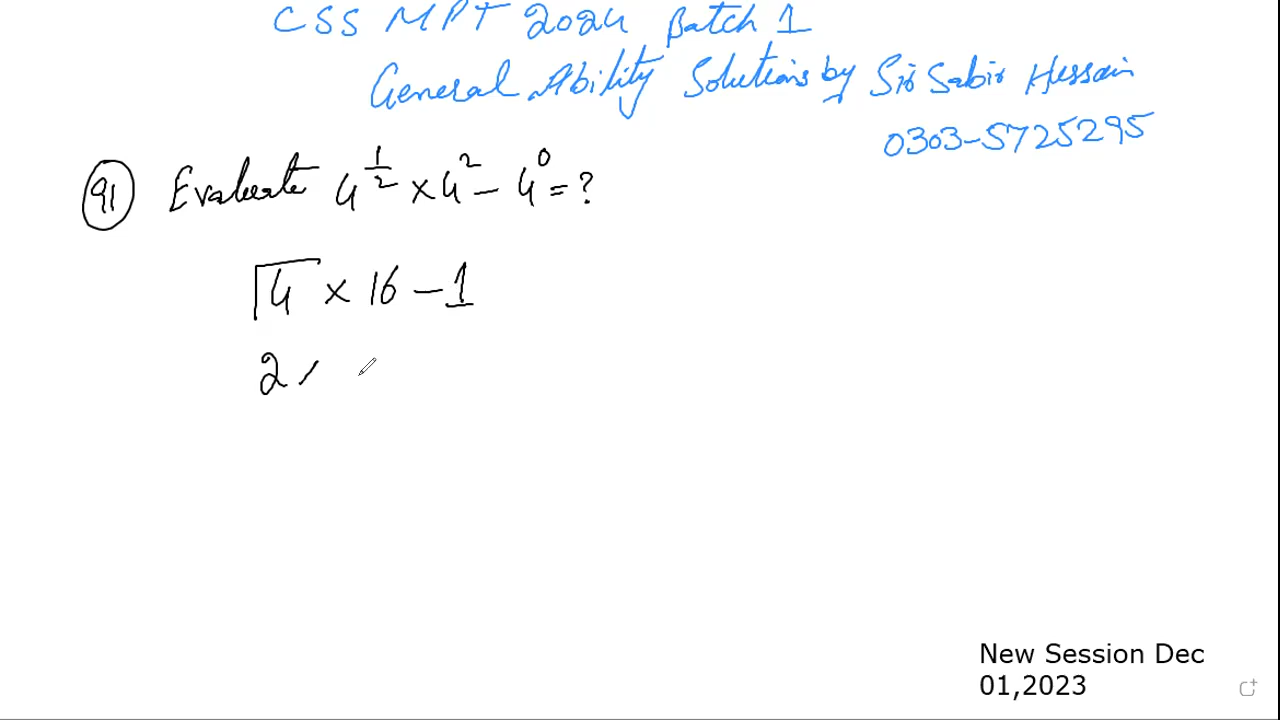 CSS MPT 2024 Batch 1
General Ability Solutions by Sir Sabir Hussain
0303-5725295
91 Evaluate 4^{1/2} × 4^2 - 4^0 = ?
√4 × 16 - 1
2 /
New Session Dec
01,2023